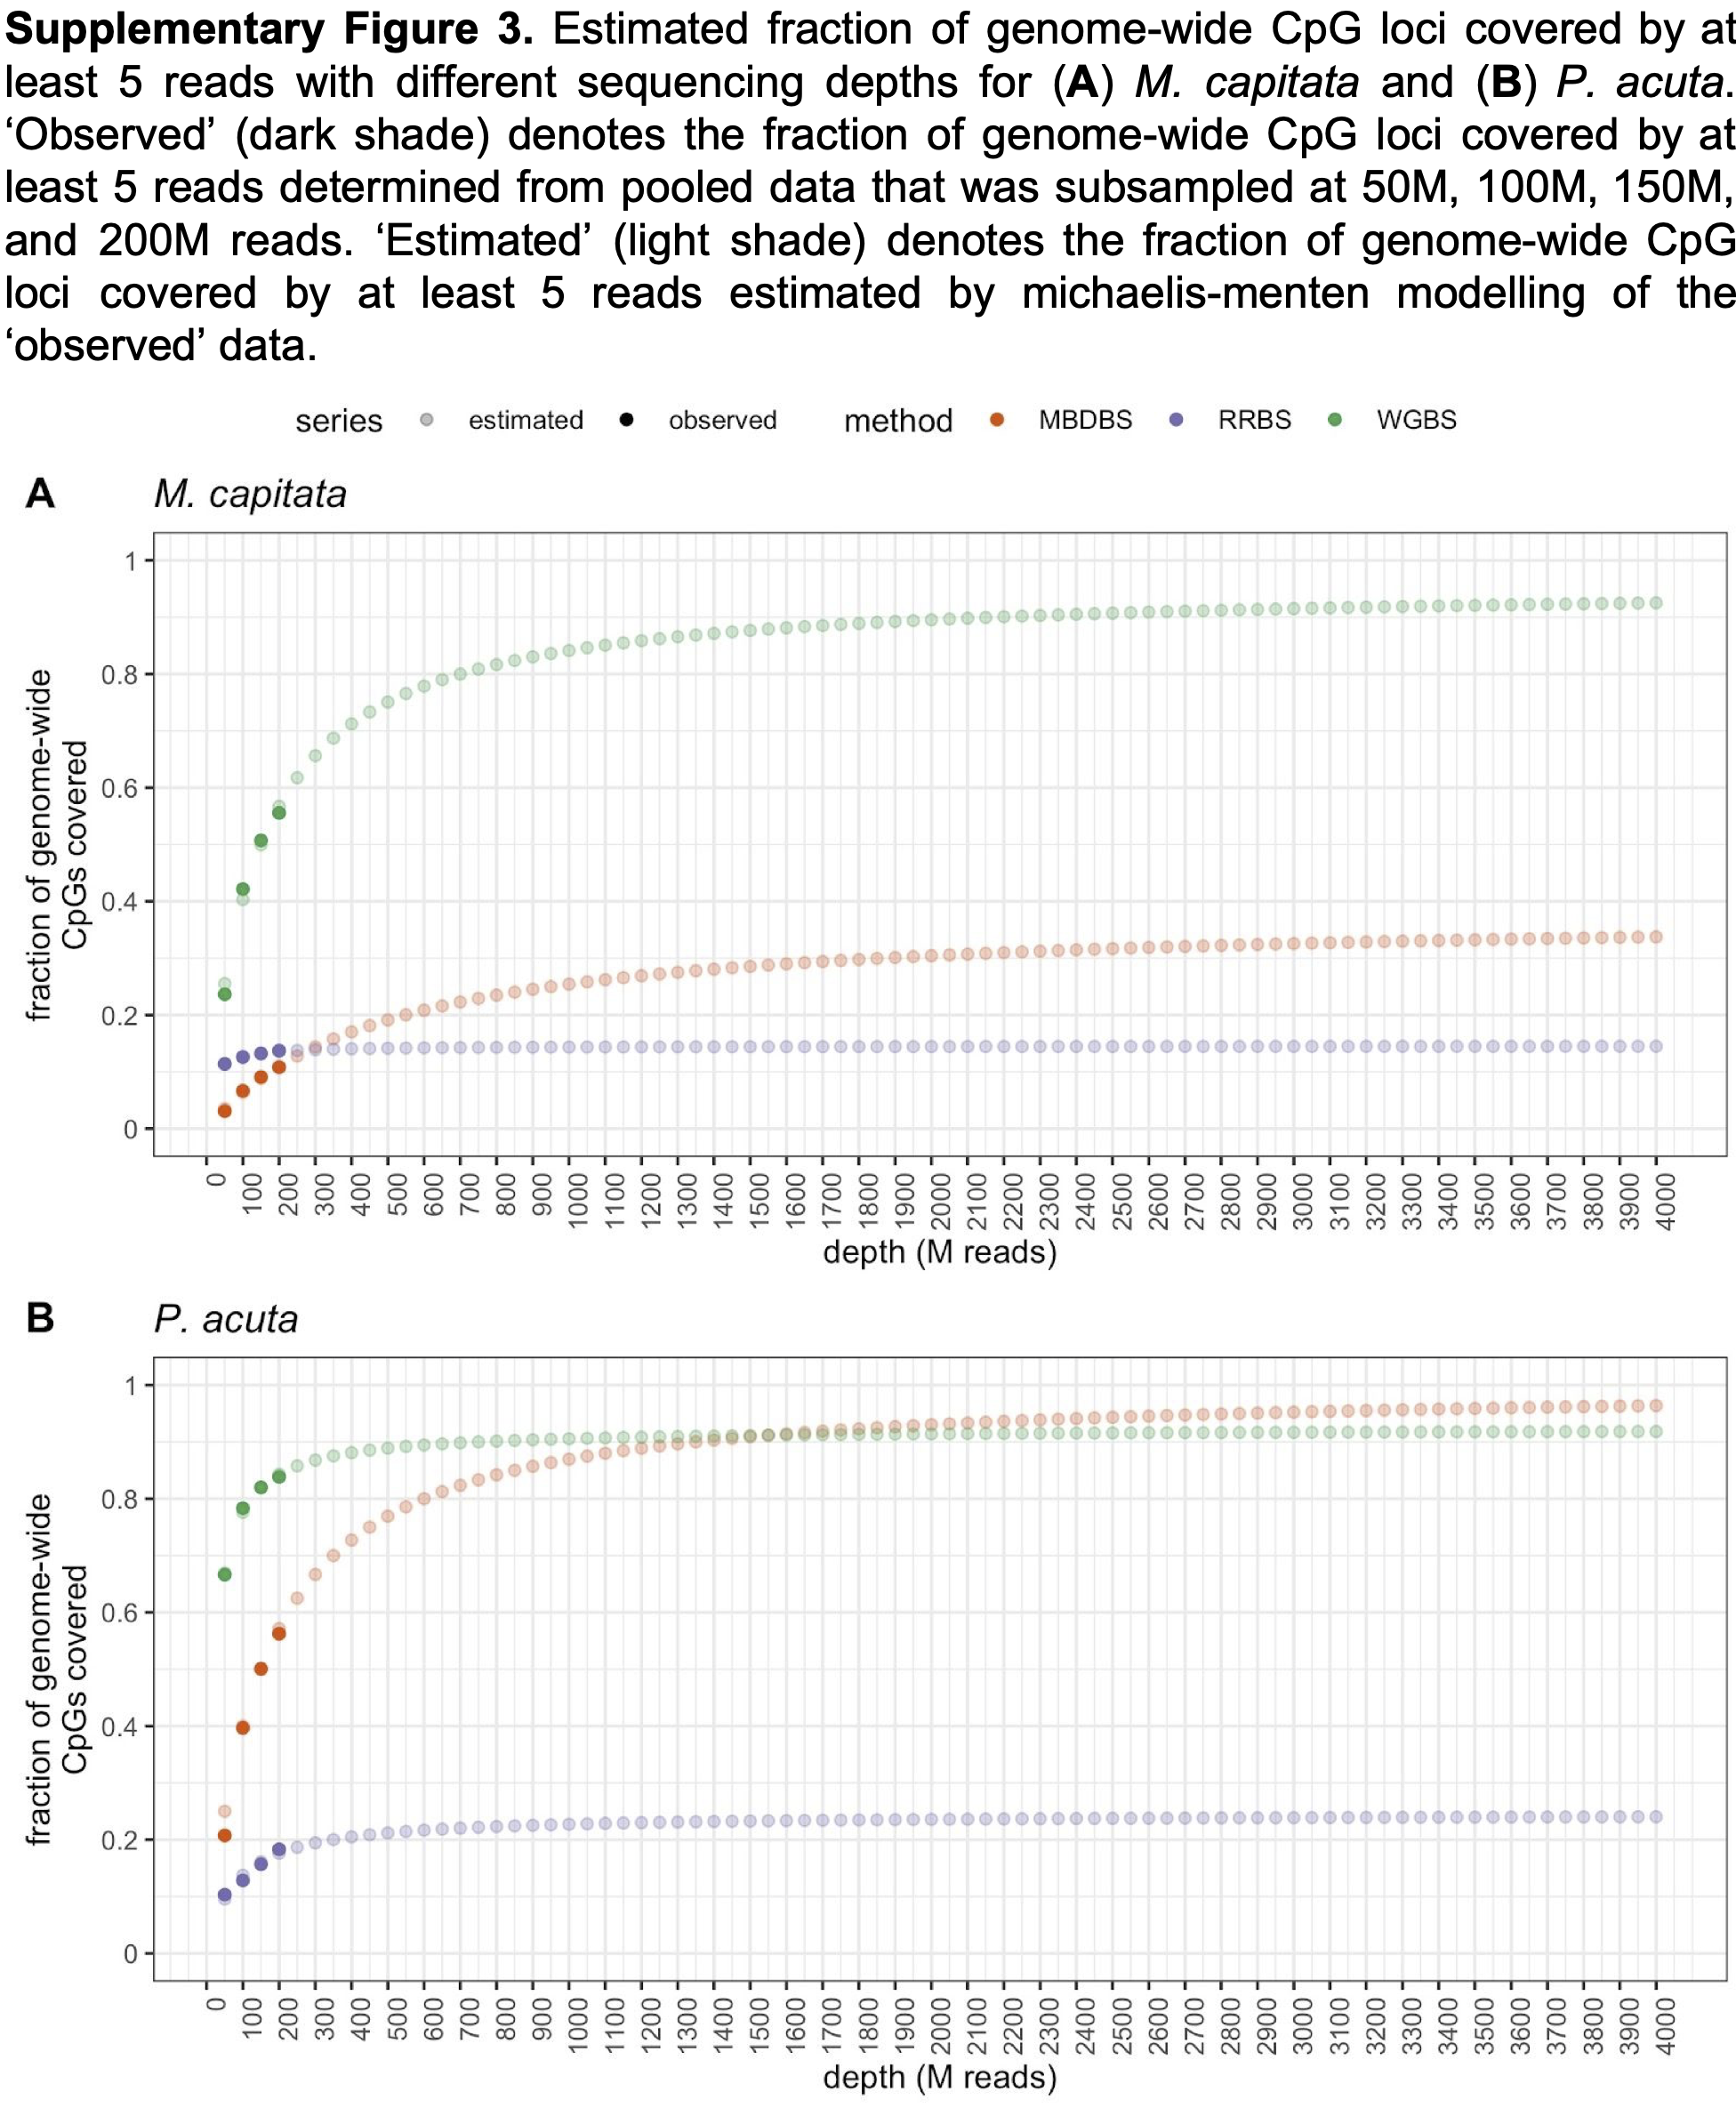 Supplementary Figure 3. Estimated fraction of genome-wide CpG loci covered by at
least 5 reads with different sequencing depths for (A) M. capitata and (B) P. acuta.
‘Observed’ (dark shade) denotes the fraction of genome-wide CpG loci covered by at
least 5 reads determined from pooled data that was subsampled at 50M, 100M, 150M,
and 200M reads. ‘Estimated’ (light shade) denotes the fraction of genome-wide CpG
loci covered by at least 5 reads estimated by michaelis-menten modelling of the
‘observed’ data.
series estimated observed method MBDBS RRBS WGBS
A M. capitata
fraction of genome-wide
CpGs covered
1
0.8
0.6
0.4
0.2
0
0 100 200 300 400 500 600 700 800 900 1000 1100 1200 1300 1400 1500 1600 1700 1800 1900 2000 2100 2200 2300 2400 2500 2600 2700 2800 2900 3000 3100 3200 3300 3400 3500 3600 3700 3800 3900 4000
depth (M reads)
B P. acuta
fraction of genome-wide
CpGs covered
1
0.8
0.6
0.4
0.2
0
0 100 200 300 400 500 600 700 800 900 1000 1100 1200 1300 1400 1500 1600 1700 1800 1900 2000 2100 2200 2300 2400 2500 2600 2700 2800 2900 3000 3100 3200 3300 3400 3500 3600 3700 3800 3900 4000
depth (M reads)